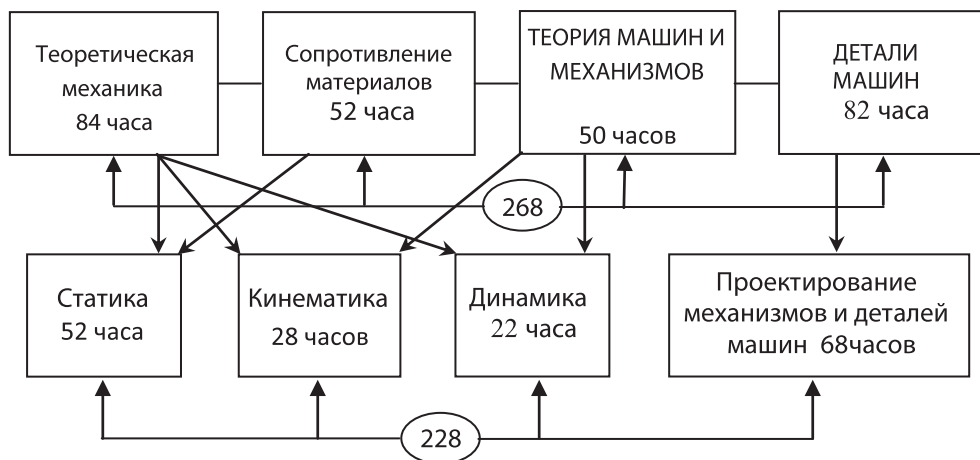 Теоретическая
механика
84 часа
Сопротивление
материалов
52 часа
ТЕОРИЯ МАШИН И
МЕХАНИЗМОВ
50 часов
ДЕТАЛИ
МАШИН
82 часа
268
Статика
52 часа
Кинематика
28 часов
Динамика
22 часа
Проектирование
механизмов и деталей
машин 68часов
228